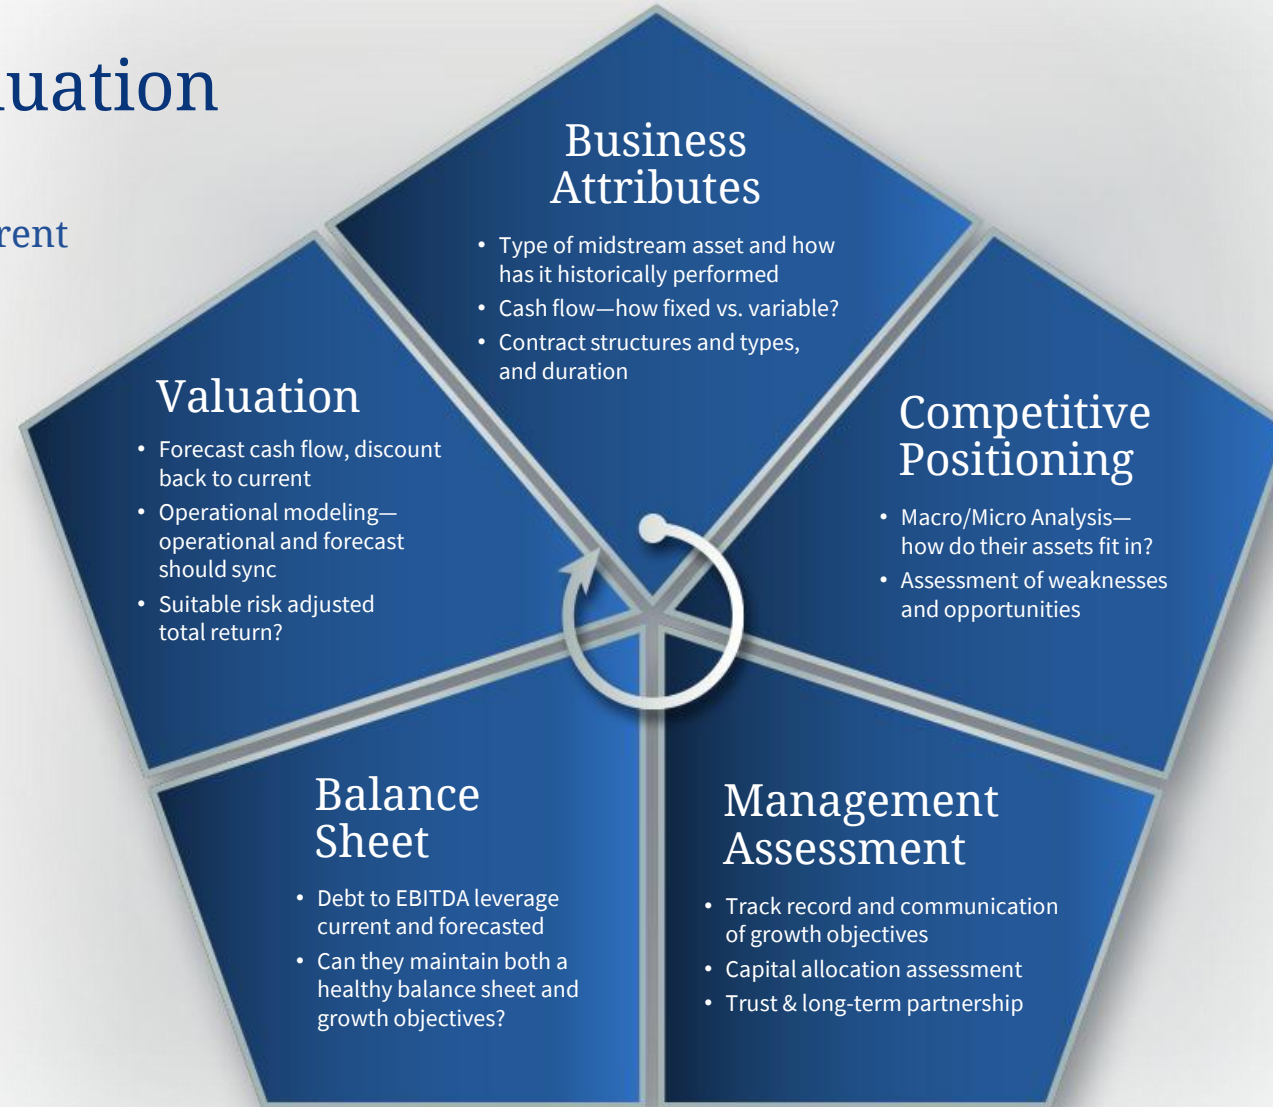 luation
rent
Business
Attributes
• Type of midstream asset and how
has it historically performed
• Cash flow—how fixed vs. variable?
• Contract structures and types,
and duration
Valuation
• Forecast cash flow, discount
back to current
• Operational modeling—
operational and forecast
should sync
• Suitable risk adjusted
total return?
Competitive
Positioning
• Macro/Micro Analysis—
how do their assets fit in?
• Assessment of weaknesses
and opportunities
Balance
Sheet
• Debt to EBITDA leverage
current and forecasted
• Can they maintain both a
healthy balance sheet and
growth objectives?
Management
Assessment
• Track record and communication
of growth objectives
• Capital allocation assessment
• Trust & long-term partnership